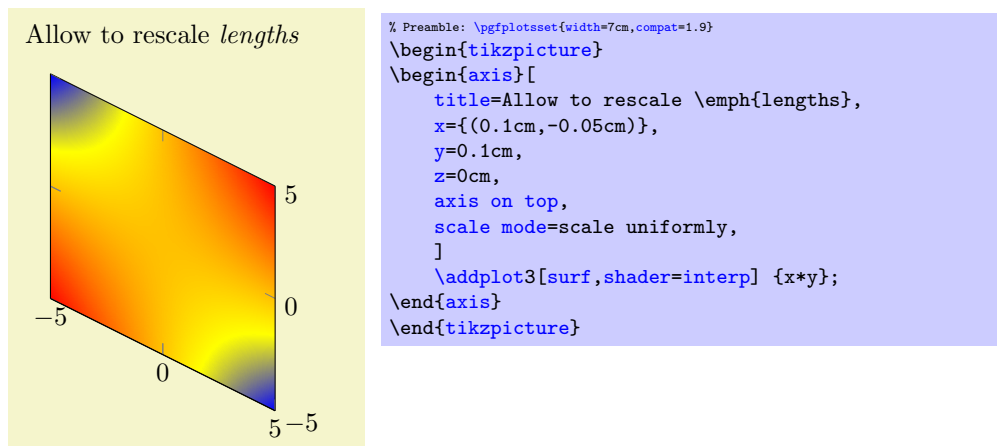 Allow to rescale lengths
5
0
−5
0
5 −5
% Preamble: \pgfplotsset{width=7cm,compat=1.9}
\begin{tikzpicture}
\begin{axis}[
    title=Allow to rescale \emph{lengths},
    x={(0.1cm,-0.05cm)},
    y=0.1cm,
    z=0cm,
    axis on top,
    scale mode=scale uniformly,
    ]
    \addplot3[surf,shader=interp] {x*y};
\end{axis}
\end{tikzpicture}